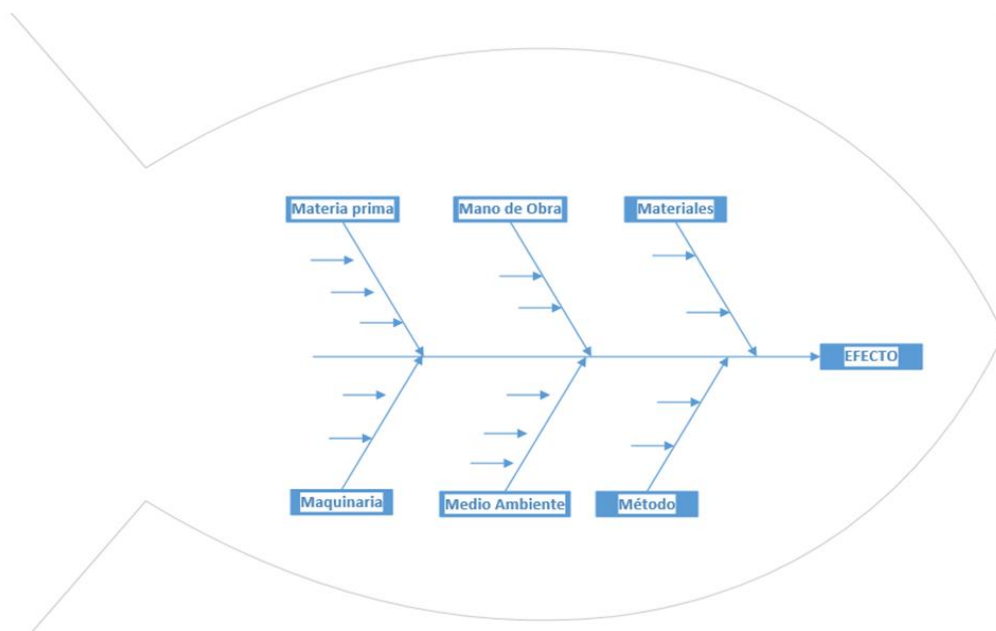 Materia prima
Mano de Obra
Materiales
EFECTO
Maquinaria
Medio Ambiente
Método